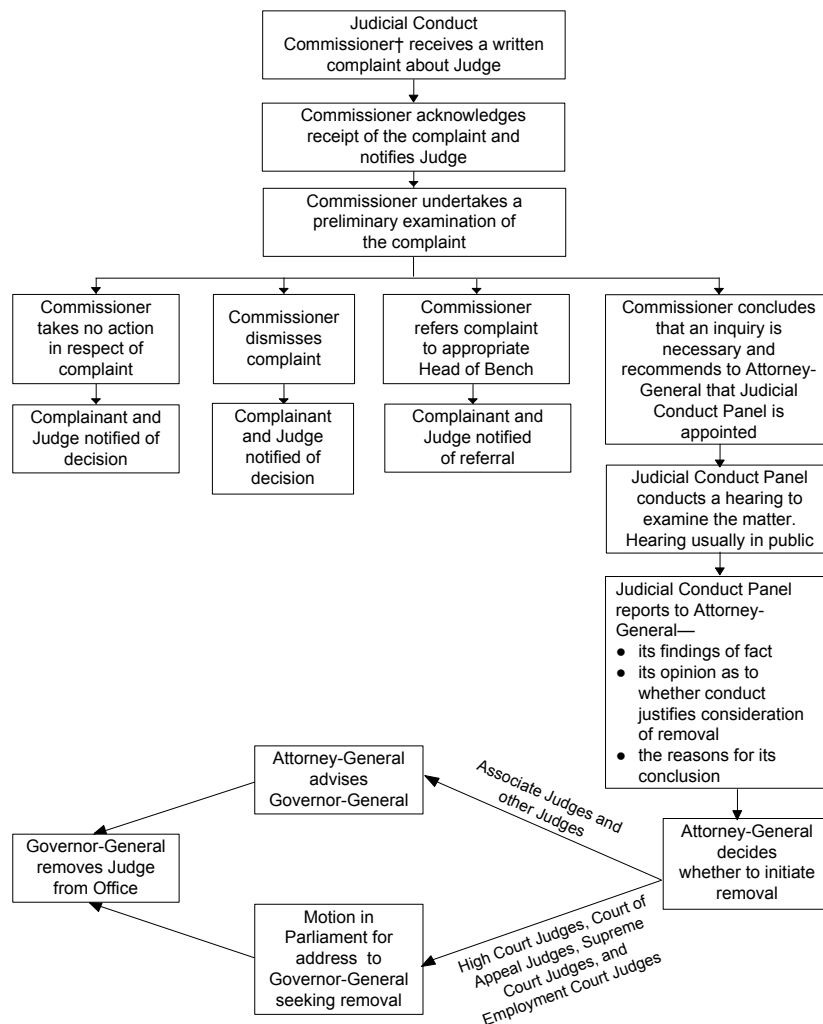 Judicial Conduct
Commissioner† receives a written
complaint about Judge
Commissioner acknowledges
receipt of the complaint and
notifies Judge
Commissioner undertakes a
preliminary examination of
the complaint
Commissioner
takes no action
in respect of
complaint
Commissioner
dismisses
complaint
Commissioner
refers complaint
to appropriate
Head of Bench
Commissioner concludes
that an inquiry is
necessary and
recommends to Attorney-
General that Judicial
Conduct Panel is
appointed
Complainant and
Judge notified of
decision
Complainant
and Judge
notified of
decision
Complainant and
Judge notified
of referral
Judicial Conduct Panel
conducts a hearing to
examine the matter.
Hearing usually in public
Judicial Conduct Panel
reports to Attorney-
General—
● its findings of fact
● its opinion as to
whether conduct
justifies consideration
of removal
● the reasons for its
conclusion
Attorney-General
decides
whether to initiate
removal
Associate Judges and
other Judges
Attorney-General
advises
Governor-General
High Court Judges, Court of
Appeal Judges, Supreme
Court Judges, and
Employment Court Judges
Motion in
Parliament for
address to
Governor-General
seeking removal
Governor-General
removes Judge
from Office